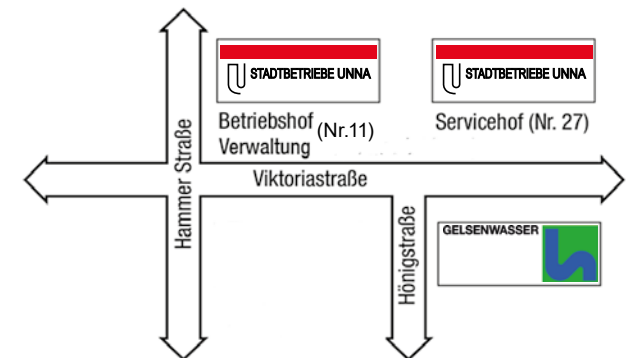 STADTBETRIEBE UNNA
Betriebshof (Nr.11)
Verwaltung
STADTBETRIEBE UNNA
Servicehof (Nr. 27)
Hammer Straße
Viktoriastraße
Hönigstraße
GELSENWASSER